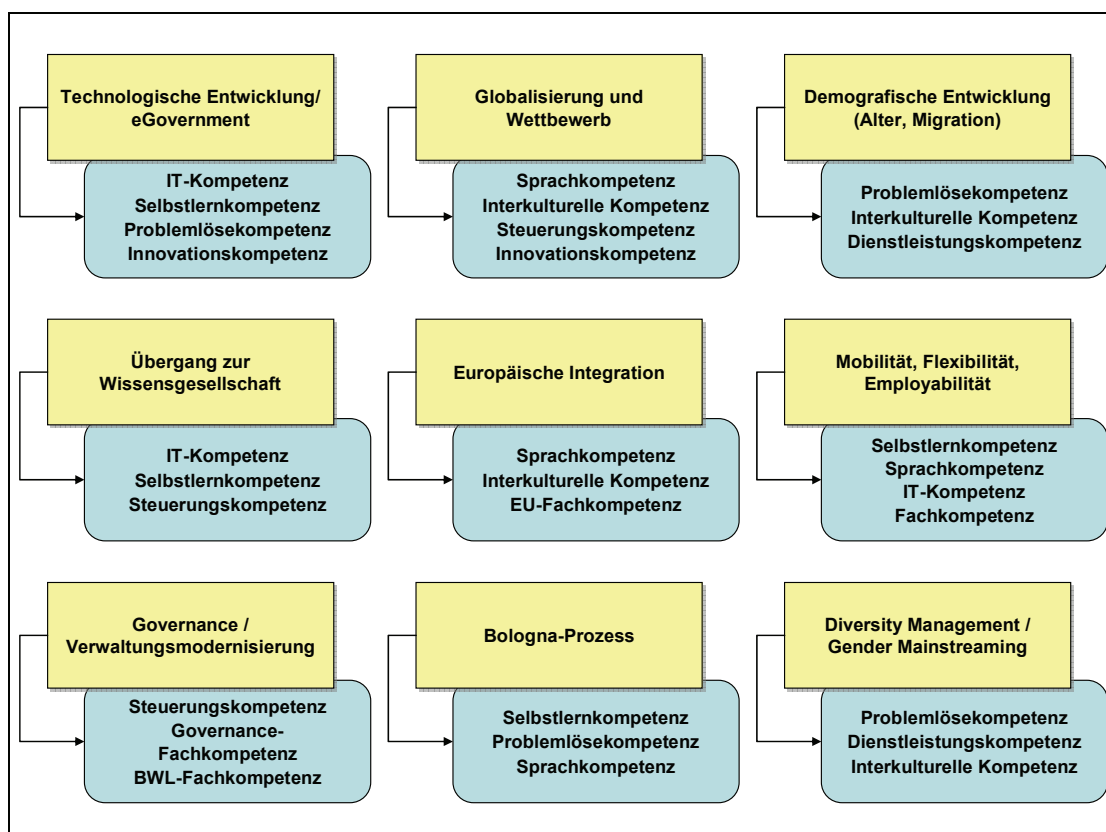 Technologische Entwicklung/
eGovernment
IT-Kompetenz
Selbstlernkompetenz
Problemlösekompetenz
Innovationskompetenz
Globalisierung und
Wettbewerb
Sprachkompetenz
Interkulturelle Kompetenz
Steuerungskompetenz
Innovationskompetenz
Demografische Entwicklung
(Alter, Migration)
Problemlösekompetenz
Interkulturelle Kompetenz
Dienstleistungskompetenz
Übergang zur
Wissensgesellschaft
IT-Kompetenz
Selbstlernkompetenz
Steuerungskompetenz
Europäische Integration
Sprachkompetenz
Interkulturelle Kompetenz
EU-Fachkompetenz
Mobilität, Flexibilität,
Employabilität
Selbstlernkompetenz
Sprachkompetenz
IT-Kompetenz
Fachkompetenz
Governance /
Verwaltungsmodernisierung
Steuerungskompetenz
Governance-
Fachkompetenz
BWL-Fachkompetenz
Bologna-Prozess
Selbstlernkompetenz
Problemlösekompetenz
Sprachkompetenz
Diversity Management /
Gender Mainstreaming
Problemlösekompetenz
Dienstleistungskompetenz
Interkulturelle Kompetenz